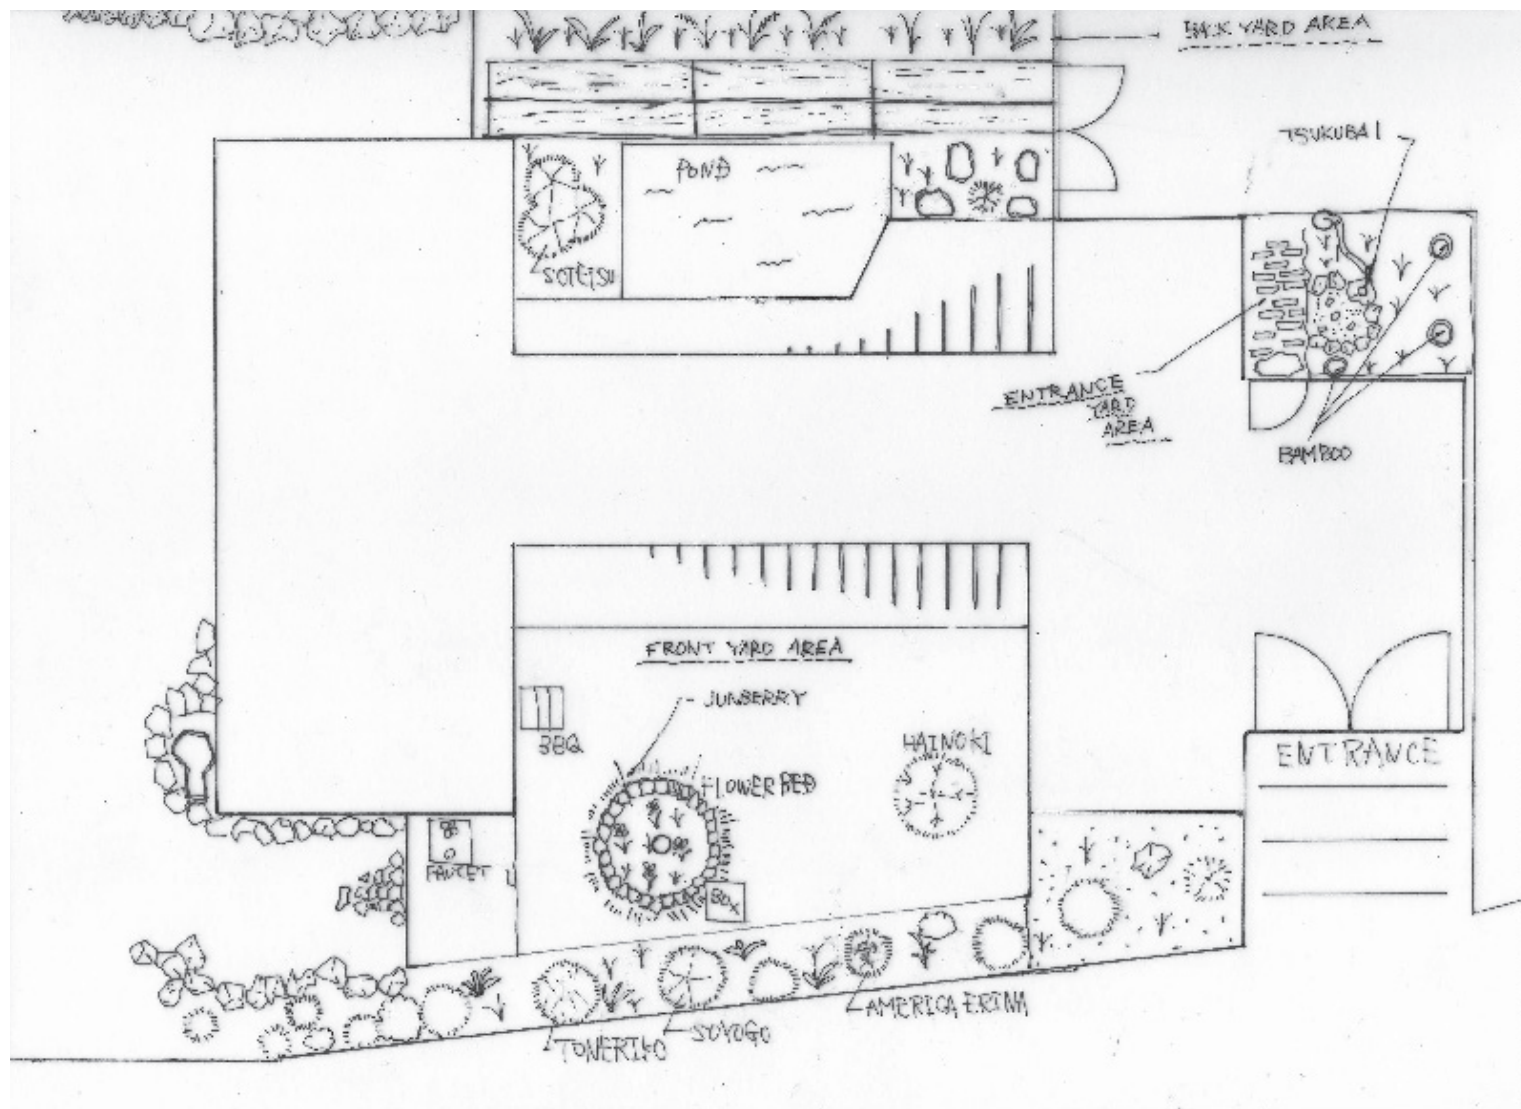 BACK YARD AREA
TSUKUBAI
POND
SOTETSU
ENTRANCE
YARD
AREA
BAMBOO
FRONT YARD AREA
JUNBERRY
BBQ
HAINOKI
ENTRANCE
FLOWER BED
FAUCET
BOX
AMERICA ERINA
SOYOGO
TONERIKO